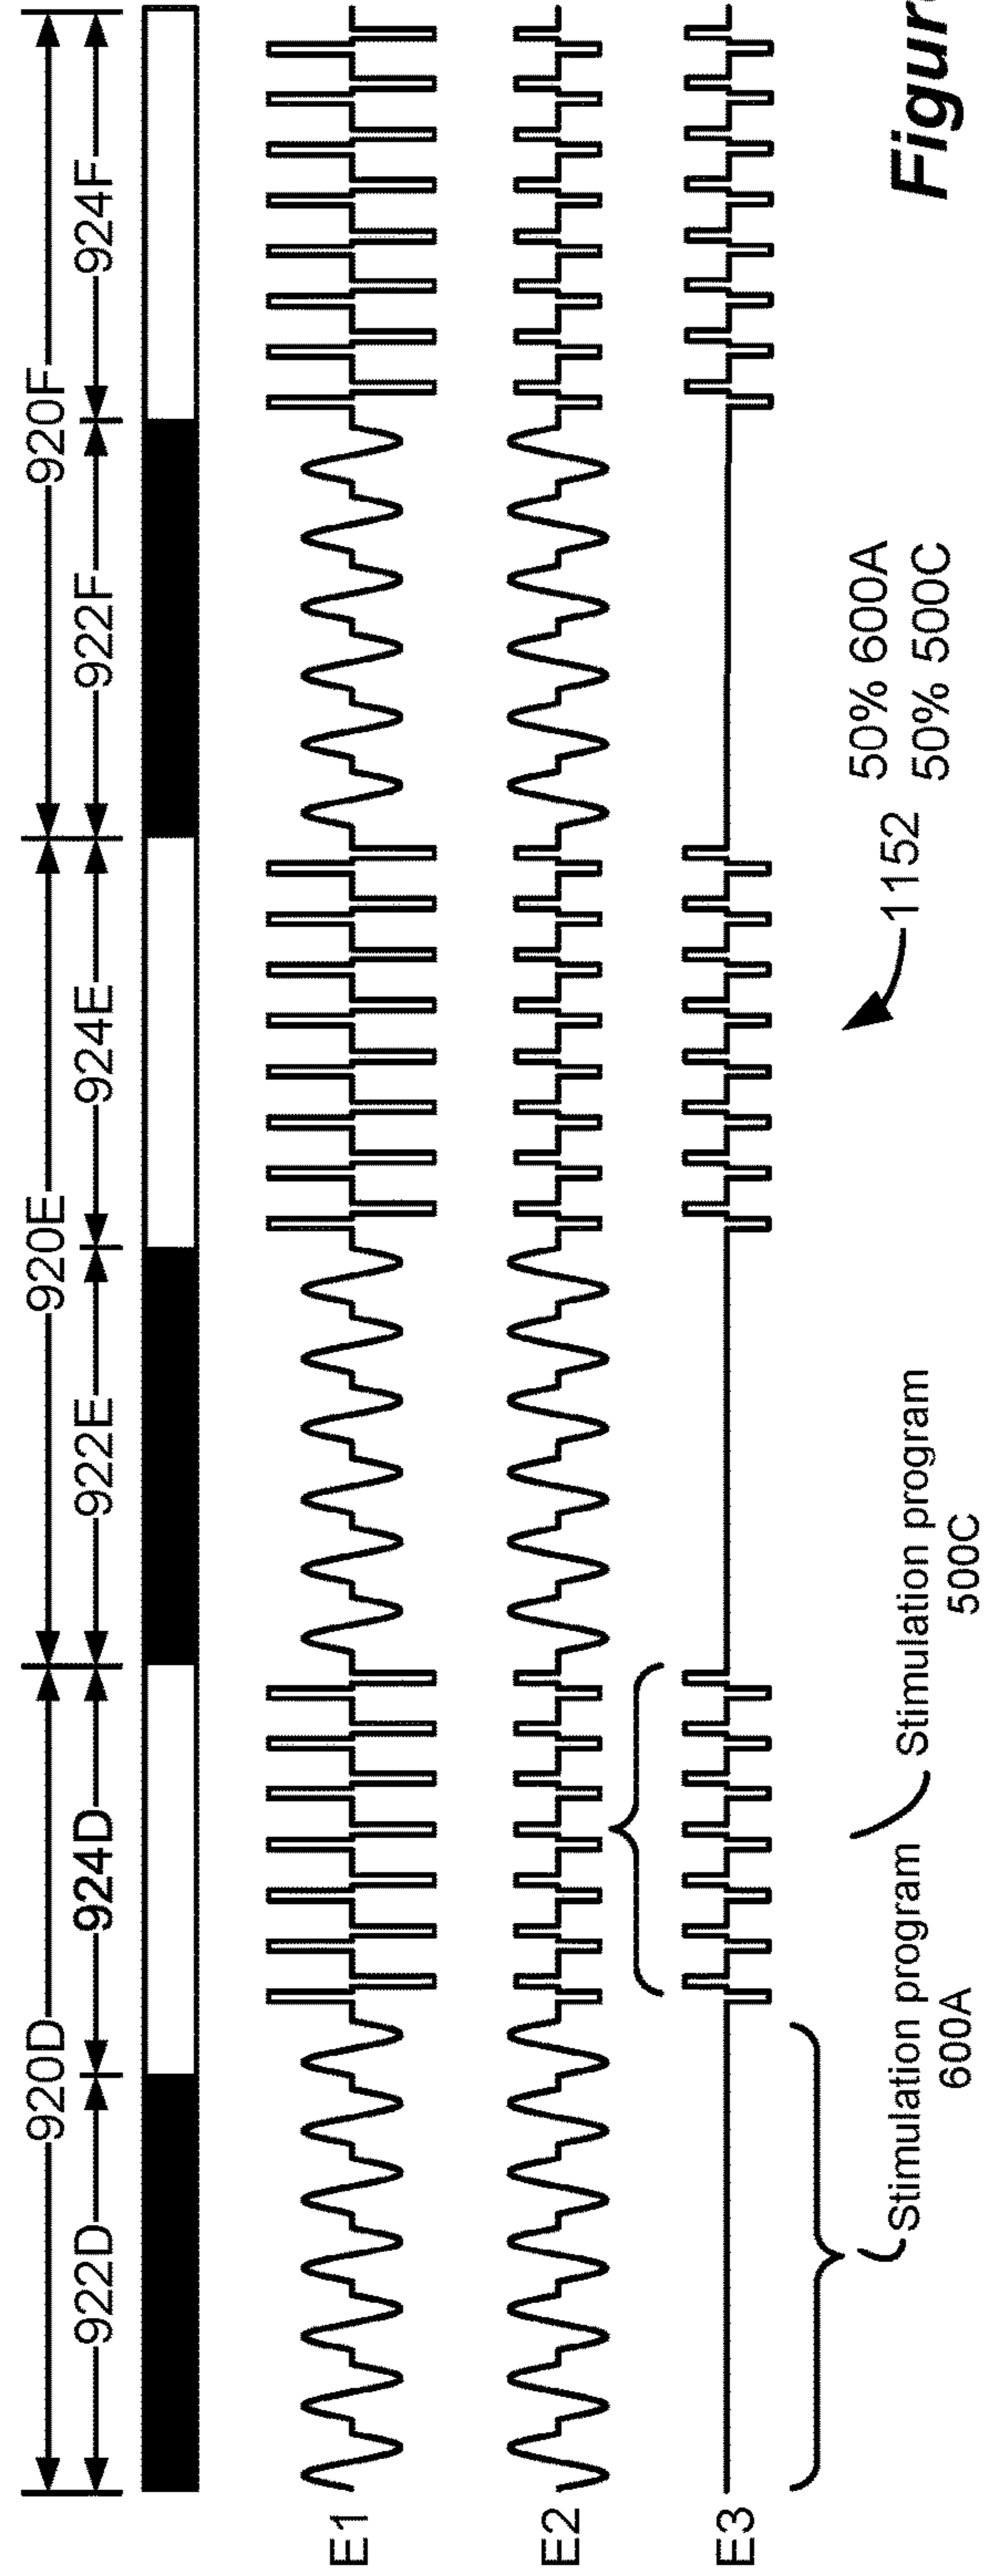 920D 920E 920F
922D 924D 922E 924E 922F 924F
E1
E2
E3
Stimulation program
600A
Stimulation program
500C
1152
50% 600A
50% 500C